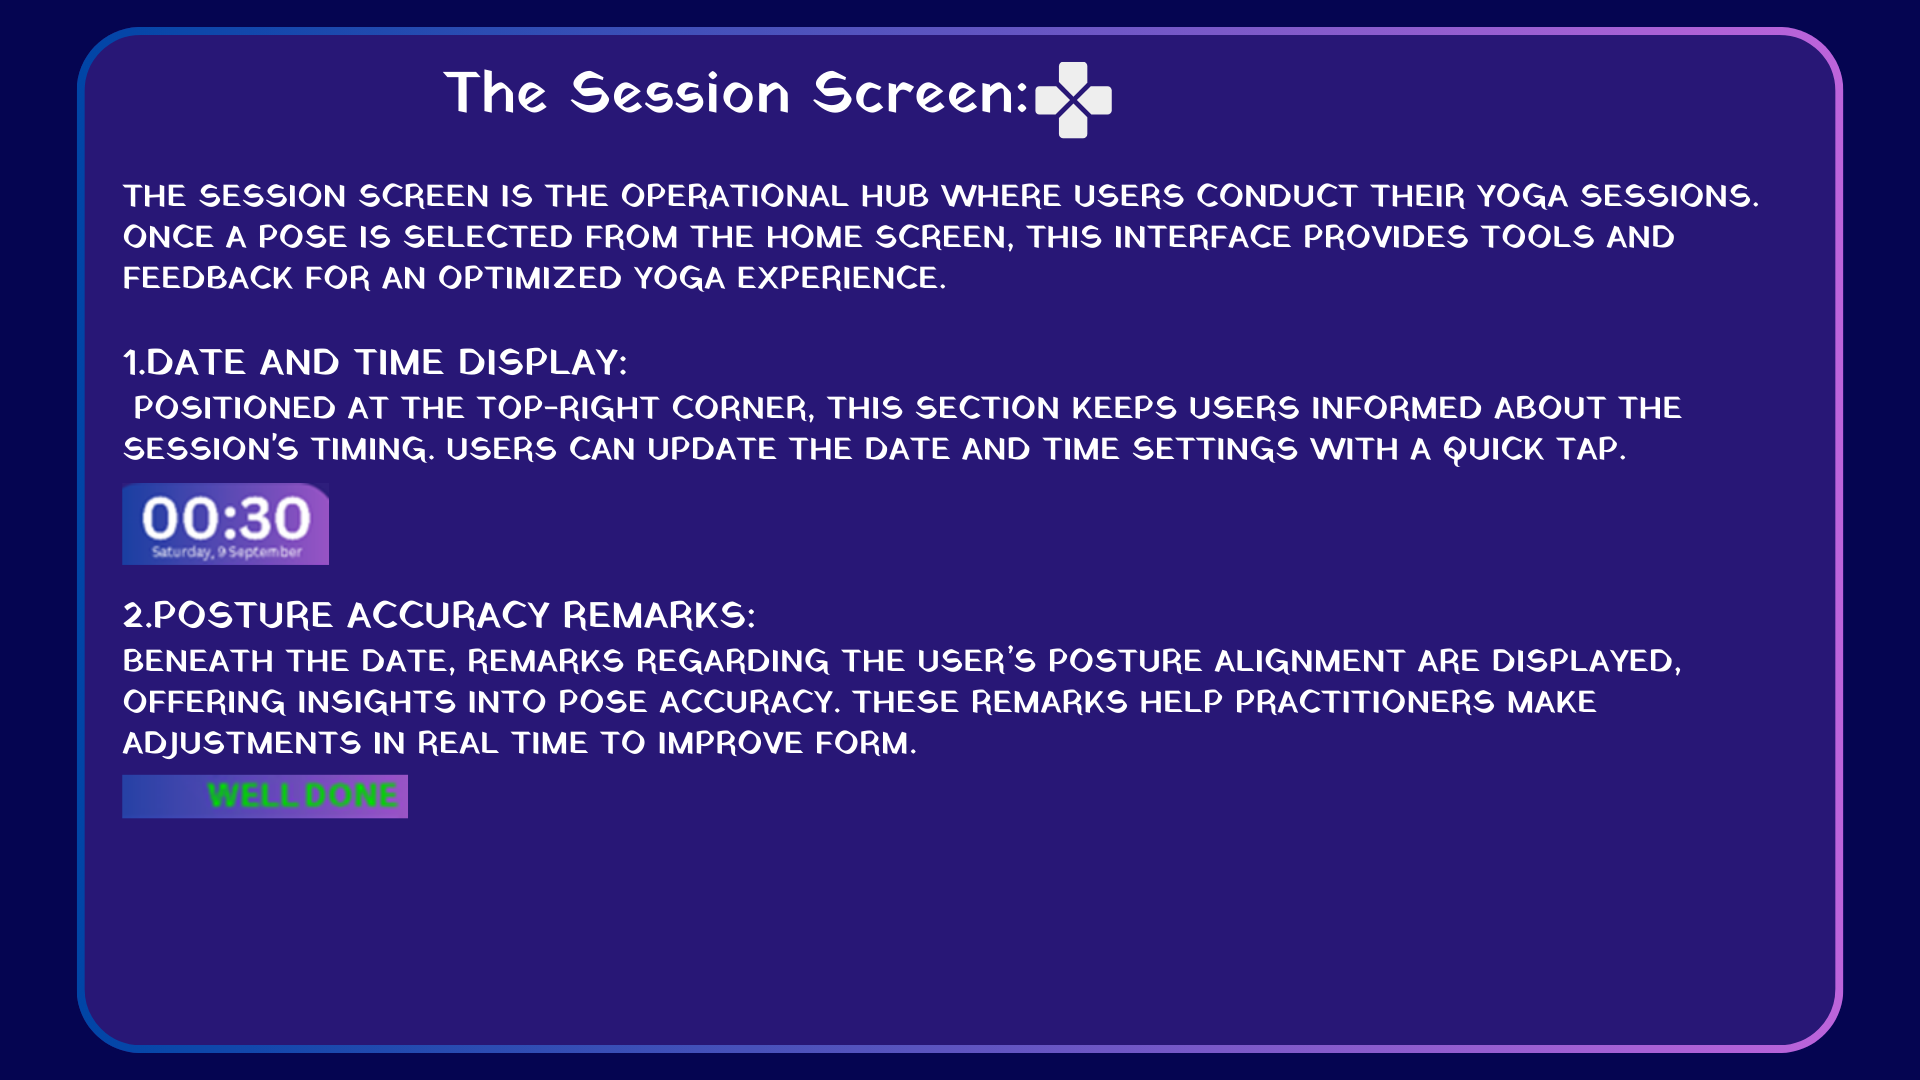 The Session Screen:
THE SESSION SCREEN IS THE OPERATIONAL HUB WHERE USERS CONDUCT THEIR YOGA SESSIONS.
ONCE A POSE IS SELECTED FROM THE HOME SCREEN, THIS INTERFACE PROVIDES TOOLS AND
FEEDBACK FOR AN OPTIMIZED YOGA EXPERIENCE.
1.DATE AND TIME DISPLAY:
POSITIONED AT THE TOP-RIGHT CORNER, THIS SECTION KEEPS USERS INFORMED ABOUT THE
SESSION'S TIMING. USERS CAN UPDATE THE DATE AND TIME SETTINGS WITH A QUICK TAP.
00:30
Saturday, 9 September
2.POSTURE ACCURACY REMARKS:
BENEATH THE DATE, REMARKS REGARDING THE USER'S POSTURE ALIGNMENT ARE DISPLAYED,
OFFERING INSIGHTS INTO POSE ACCURACY. THESE REMARKS HELP PRACTITIONERS MAKE
ADJUSTMENTS IN REAL TIME TO IMPROVE FORM.
WELL DONE